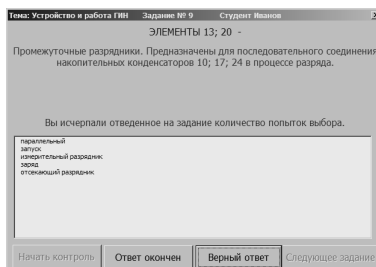 Тема: Устройство и работа ГИН Задание № 9 Студент Иванов
ЭЛЕМЕНТЫ 13; 20 -
Промежуточные разрядники. Предназначены для последовательного соединения
накопительных конденсаторов 10; 17; 24 в процессе разряда.
Вы исчерпали отведенное на задание количество попыток выбора.
параллельный
запуск
измерительный разрядник
заряд
отсекающий разрядник
Начать контроль Ответ окончен Верный ответ Следующее задание